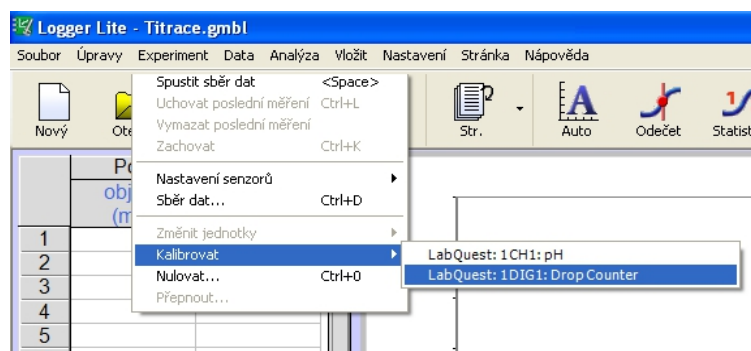 Logger Lite - Titrace.gmbl
Soubor Úpravy Experiment Data Analýza Vložit Nastavení Stránka Nápověda
Nový
Str.
Auto
Odečet
Spustit sběr dat <Space>
Uchovat poslední měření Ctrl+L
Vymazat poslední měření
Zachovat Ctrl+K
Nastavení senzorů
Sběr dat... Ctrl+D
Změnit jednotky
Kalibrovat
Nulovat... Ctrl+0
Přepnout...
LabQuest: 1CH1: pH
LabQuest: 1DIG1: Drop Counter
1
2
3
4
5